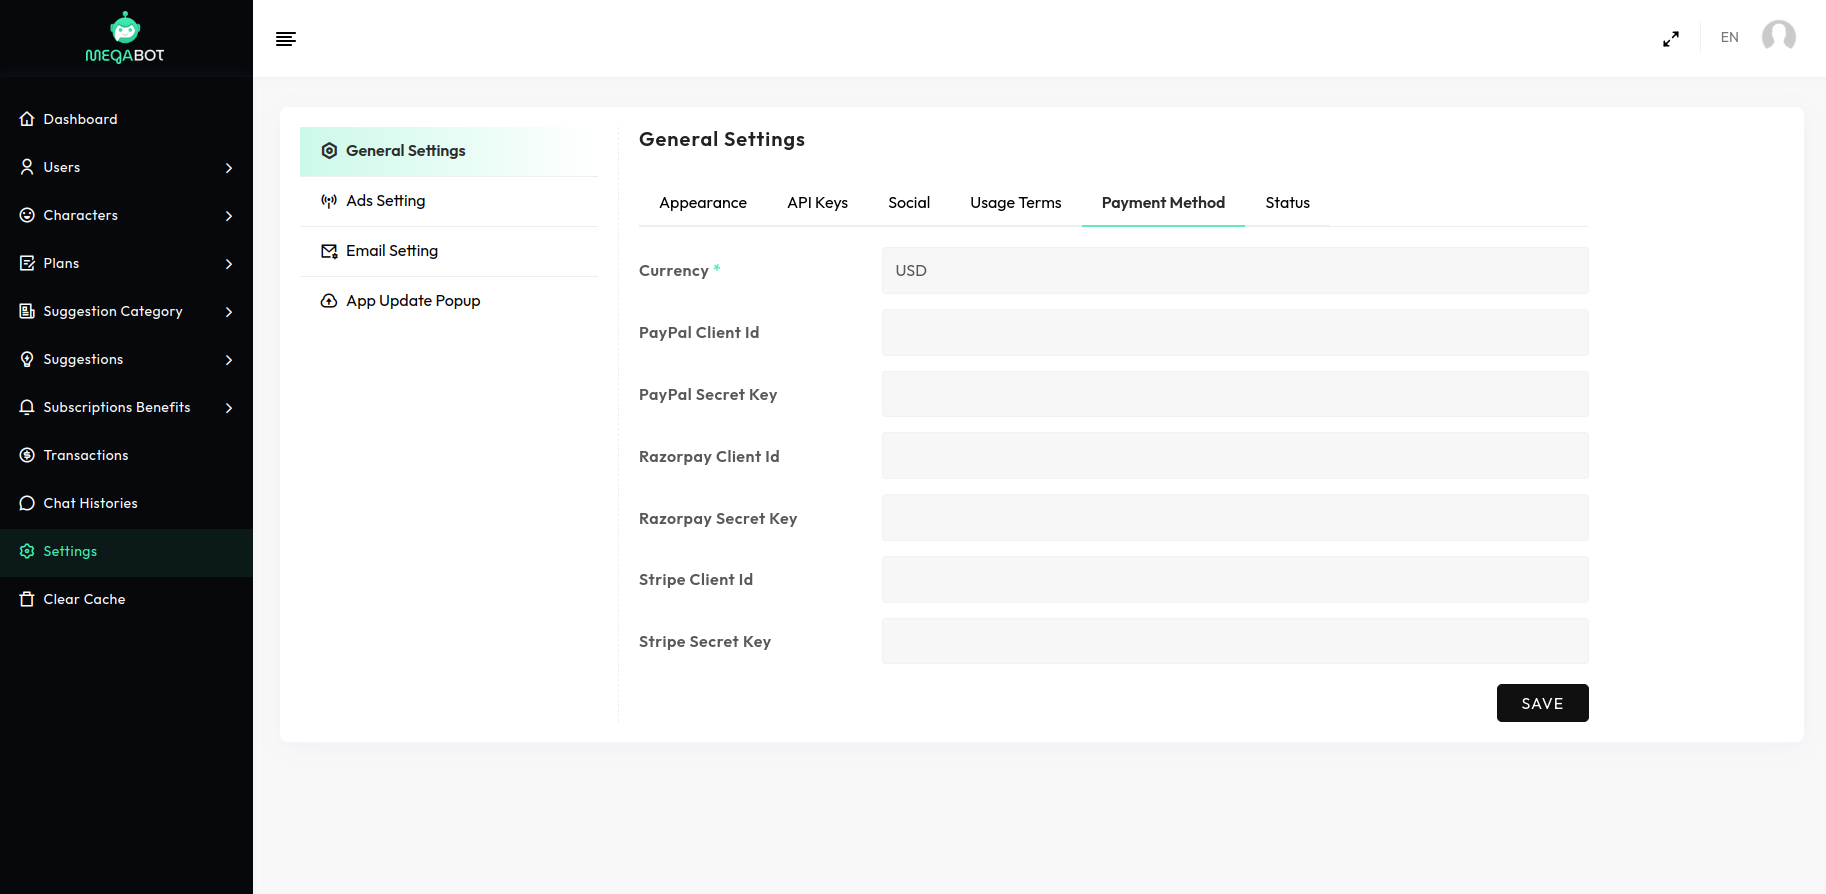 MEGABOT
EN
Dashboard
Users
Characters
Plans
Suggestion Category
Suggestions
Subscriptions Benefits
Transactions
Chat Histories
Settings
Clear Cache
General Settings
Ads Setting
Email Setting
App Update Popup
General Settings
Appearance API Keys Social Usage Terms Payment Method Status
Currency * USD
PayPal Client Id
PayPal Secret Key
Razorpay Client Id
Razorpay Secret Key
Stripe Client Id
Stripe Secret Key
SAVE